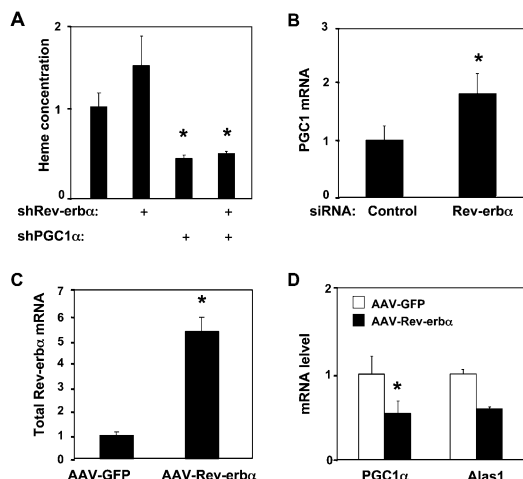 A
Heme concentration
2
1
0
*
*
shRev-erbα:
+
+
shPGC1α:
+
+
B
PGC1 mRNA
3
2
1
0
*
siRNA: Control Rev-erbα
C
Total Rev-erbα mRNA
7
6
5
4
3
2
1
0
*
AAV-GFP AAV-Rev-erbα
D
mRNA lelvel
2
1
0
AAV-GFP
AAV-Rev-erbα
*
PGC1α Alas1